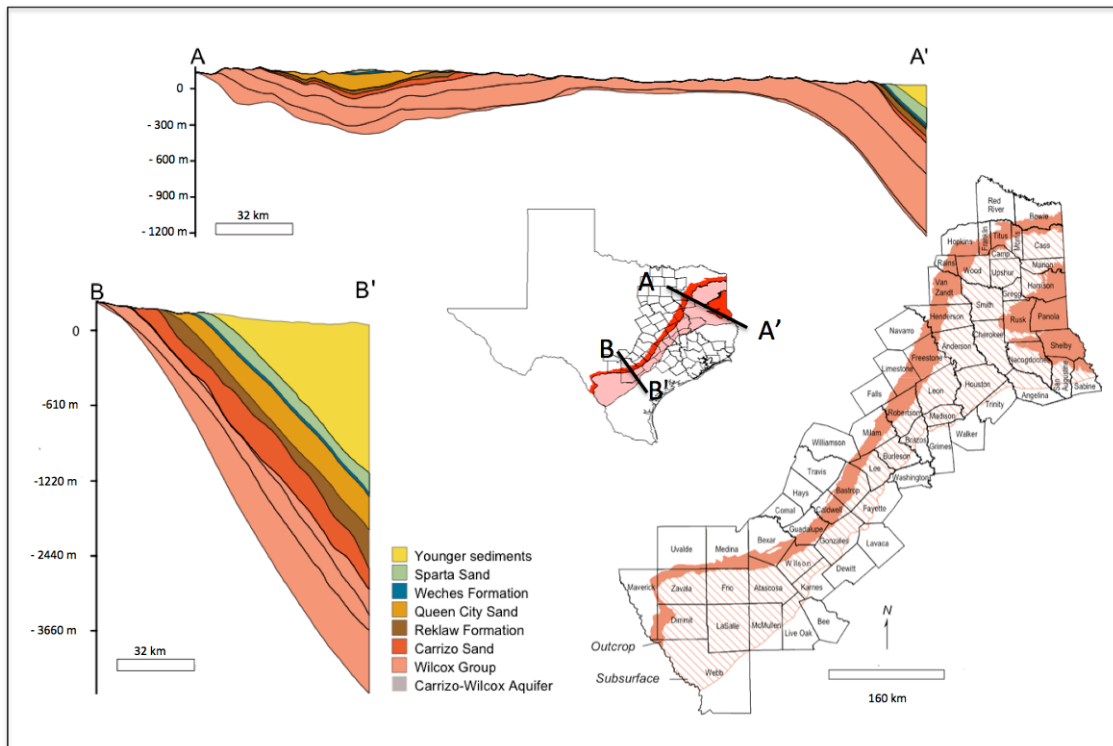 A
A'
0
- 300 m
- 600 m
- 900 m
- 1200 m
32 km
B
B'
0
-610 m
-1220 m
-2440 m
-3660 m
32 km
A
A'
B
B'
Younger sediments
Sparta Sand
Weches Formation
Queen City Sand
Reklaw Formation
Carrizo Sand
Wilcox Group
Carrizo-Wilcox Aquifer
Red
River
Bowie
Hopkins
Franklin
Titus
Morris
Cass
Camp
Rains
Wood
Upshur
Marion
Van
Zandt
Gregg
Harrison
Smith
Henderson
Rusk
Panola
Navarro
Cherokee
Anderson
Shelby
Freestone
Nacogdoches
Limestone
San
Augustine
Sabine
Falls
Leon
Houston
Angelina
Robertson
Madison
Trinity
Milam
Walker
Williamson
Brazos
Grimes
Burleson
Travis
Lee
Washington
Hays
Bastrop
Comal
Caldwell
Fayette
Guadalupe
Bexar
Gonzales
Lavaca
Uvalde
Medina
Wilson
Dewitt
Maverick
Zavala
Frio
Atascosa
Karnes
Dimmit
LaSalle
McMullen
Live Oak
Bee
N
Outcrop
Subsurface
Webb
160 km